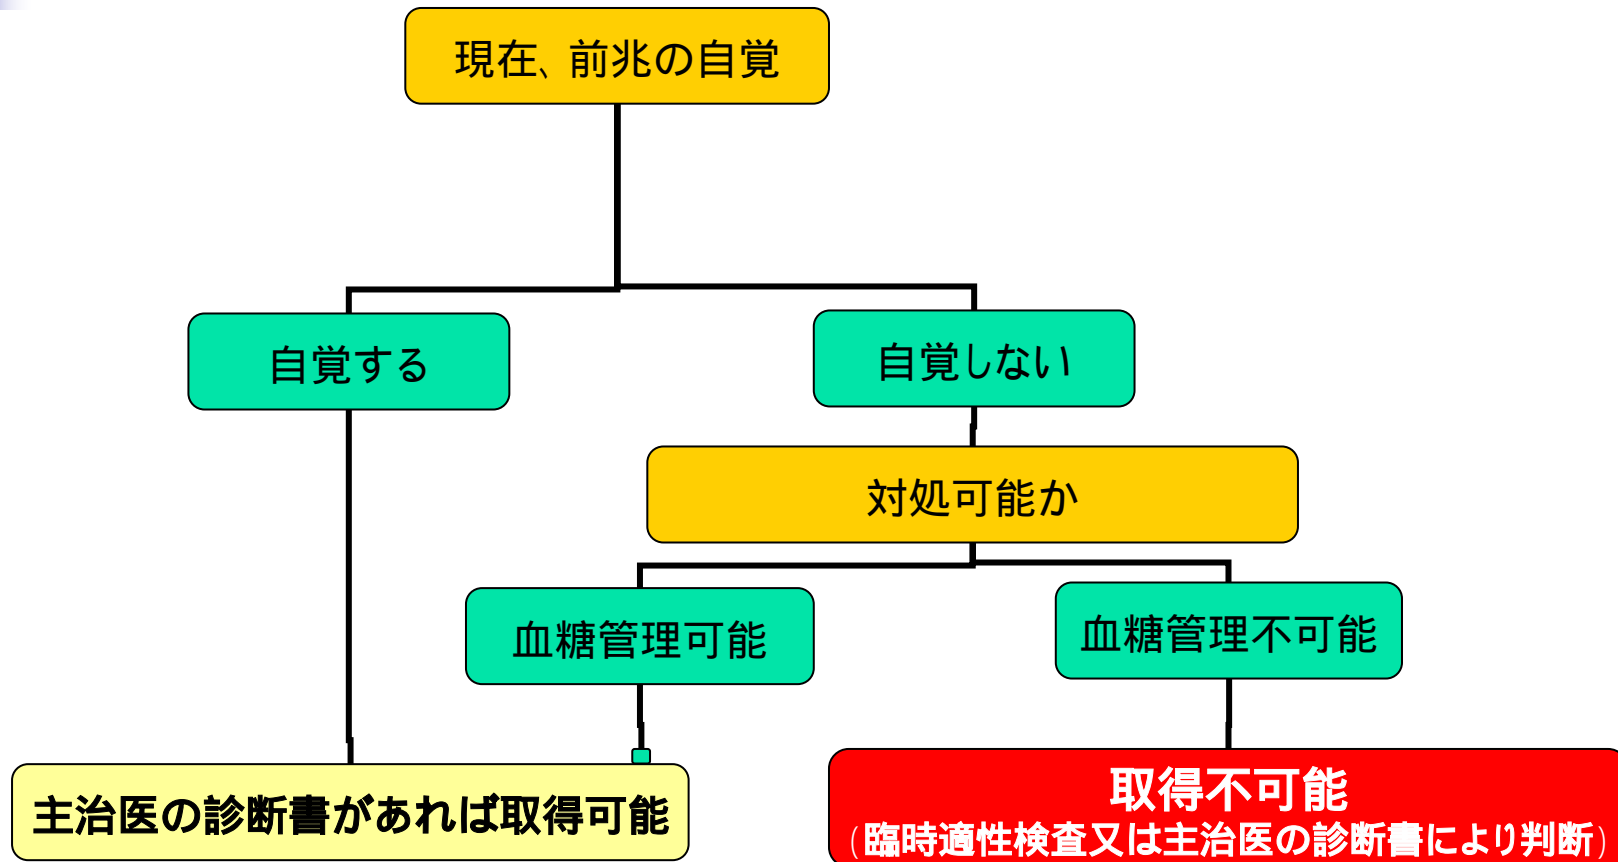 現在、前兆の自覚
自覚する
自覚しない
対処可能か
血糖管理可能
血糖管理不可能
主治医の診断書があれば取得可能
取得不可能
(臨時適性検査又は主治医の診断書により判断)